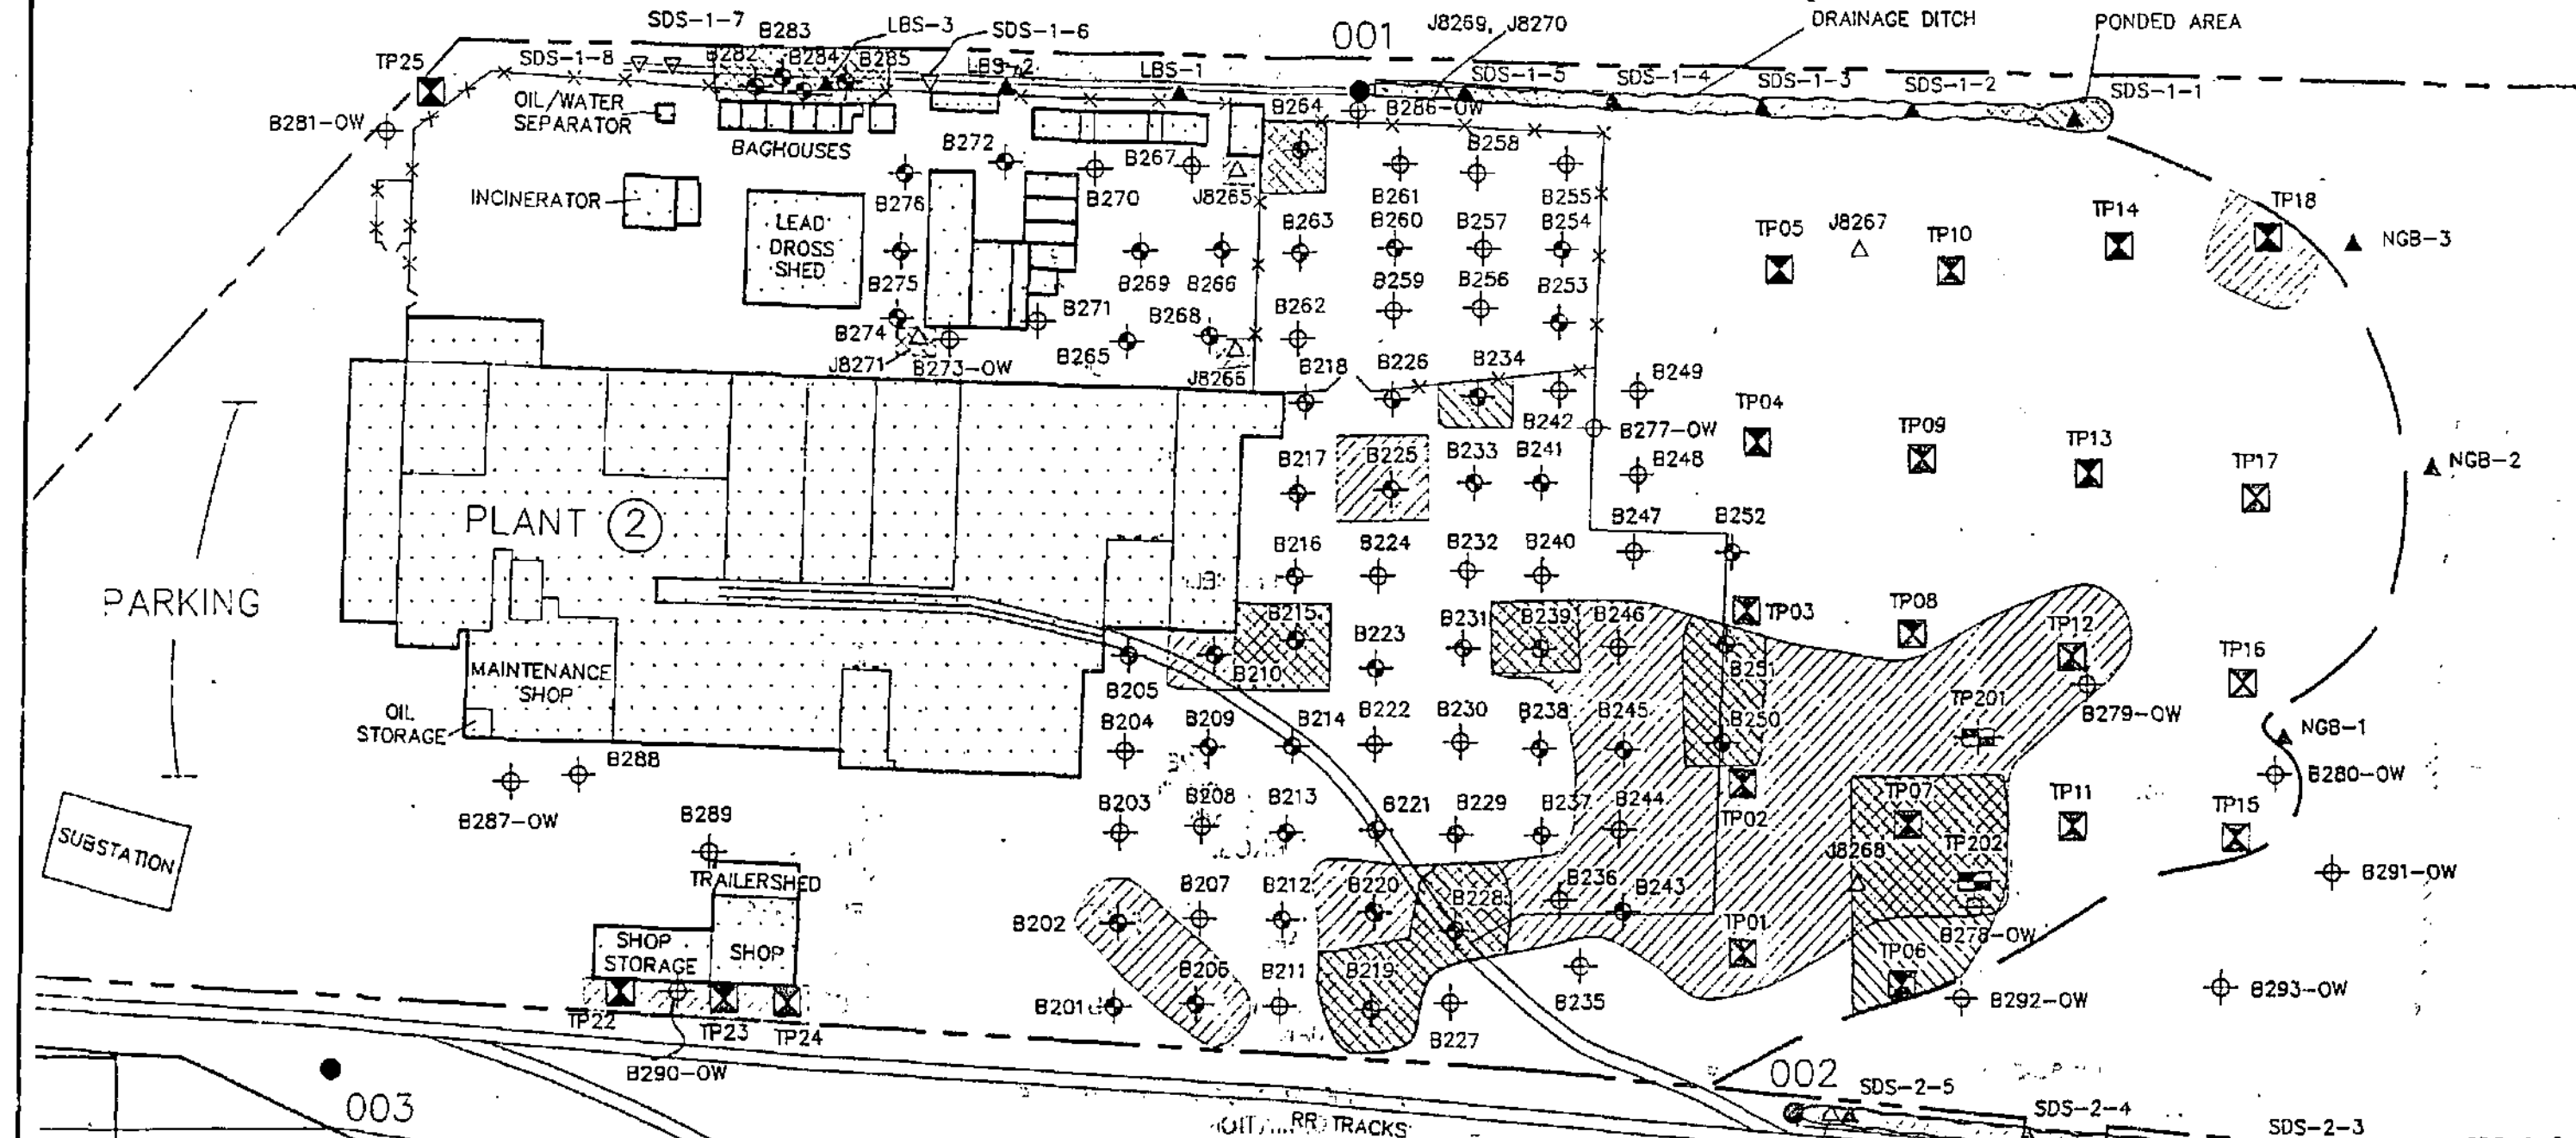 SDS-1-7
B283
LBS-3
SDS-1-6
001
J8269, J8270
DRAINAGE DITCH
PONDED AREA
TP25
SDS-1-8
B282
B284
B285
LBS-2
LBS-1
SDS-1-5
SDS-1-4
SDS-1-3
SDS-1-2
SDS-1-1
OIL/WATER
SEPARATOR
B281-OW
B264
B286-OW
BAGHOUSES
B272
B267
B258
INCINERATOR
B276
B270
J8265
B261
B255
LEAD
DROSS
SHED
B263
B260
B257
B254
TP05
J8267
TP10
TP14
TP18
NGB-3
B275
B269
B266
B259
B256
B253
B274
B271
B268
B262
J8271
B273-OW
B265
J8266
B218
B226
B234
B249
B242
B277-OW
TP04
TP09
TP13
TP17
NGB-2
B217
B225
B233
B241
B248
PLANT 2
B247
B252
B216
B224
B232
B240
PARKING
B215
B223
B231
B239
B246
TP03
TP08
TP12
TP16
B210
B251
MAINTENANCE
SHOP
B205
OIL
STORAGE
B204
B209
B214
B222
B230
B238
B245
B250
TP201
B279-OW
NGB-1
B288
B280-OW
B287-OW
B203
B208
B213
B221
B229
B237
B244
TP02
TP07
TP11
TP15
SUBSTATION
B289
J8268
TP202
TRAILERSHED
B207
B212
B220
B228
B236
B243
B291-OW
B202
SHOP
STORAGE
SHOP
TP01
B278-OW
B206
B211
B219
TP06
B201
B227
B235
B292-OW
B293-OW
TP22
TP23
TP24
B290-OW
003
002
SDS-2-5
SDS-2-4
SDS-2-3
RR TRACKS